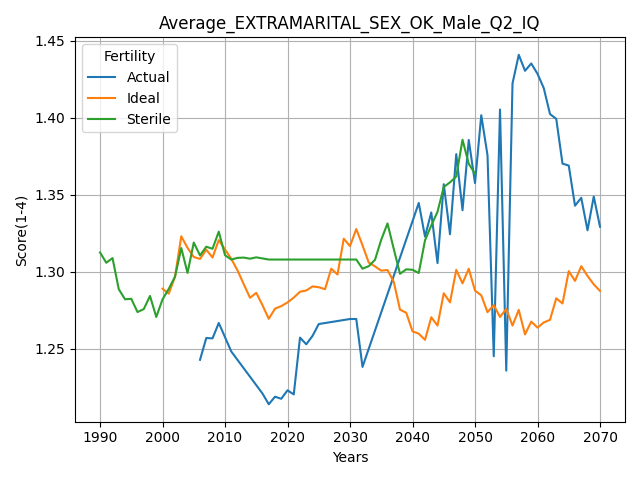 Average_EXTRAMARITAL_SEX_OK_Male_Q2_IQ
Fertility
Actual
Ideal
Sterile
Score(1-4)
1.45
1.40
1.35
1.30
1.25
1990 2000 2010 2020 2030 2040 2050 2060 2070
Years